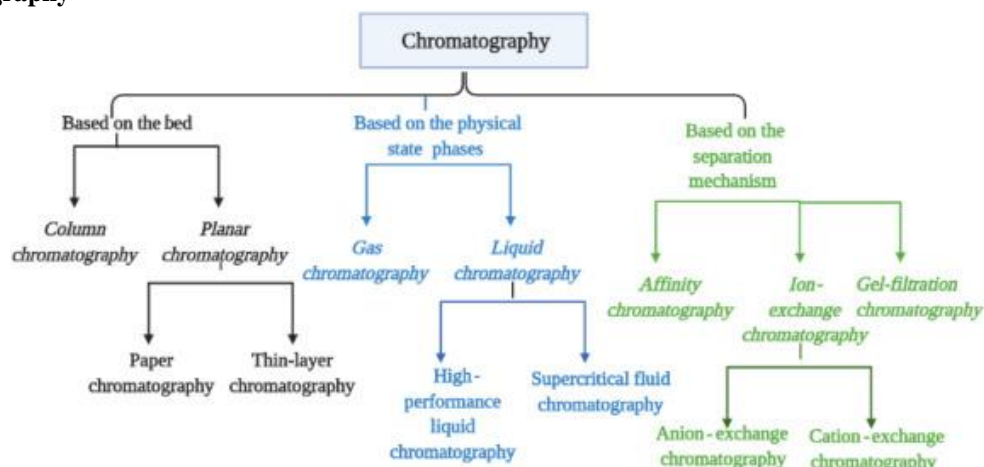 graphy
Chromatography
Based on the bed
Column
chromatography
Planar
chromatography
Paper
chromatography
Thin-layer
chromatography
Based on the physical
state phases
Gas
chromatography
Liquid
chromatography
High-
performance
liquid
chromatography
Supercritical fluid
chromatography
Based on the
separation
mechanism
Affinity
chromatography
Ion-
exchange
chromatography
Gel-filtration
chromatography
Anion-exchange
chromatography
Cation-exchange
chromatography